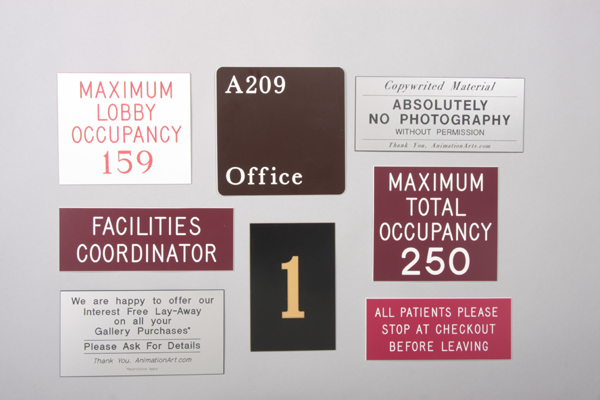 MAXIMUM
LOBBY
OCCUPANCY
159
A209
Office
Copywrited Material
ABSOLUTELY
NO PHOTOGRAPHY
WITHOUT PERMISSION
Thank You, AnimationArts.com
FACILITIES
COORDINATOR
1
MAXIMUM
TOTAL
OCCUPANCY
250
We are happy to offer our
Interest Free Lay-Away
on all your
Gallery Purchases*
Please Ask For Details
Thank You, AnimationArt.com
ALL PATIENTS PLEASE
STOP AT CHECKOUT
BEFORE LEAVING